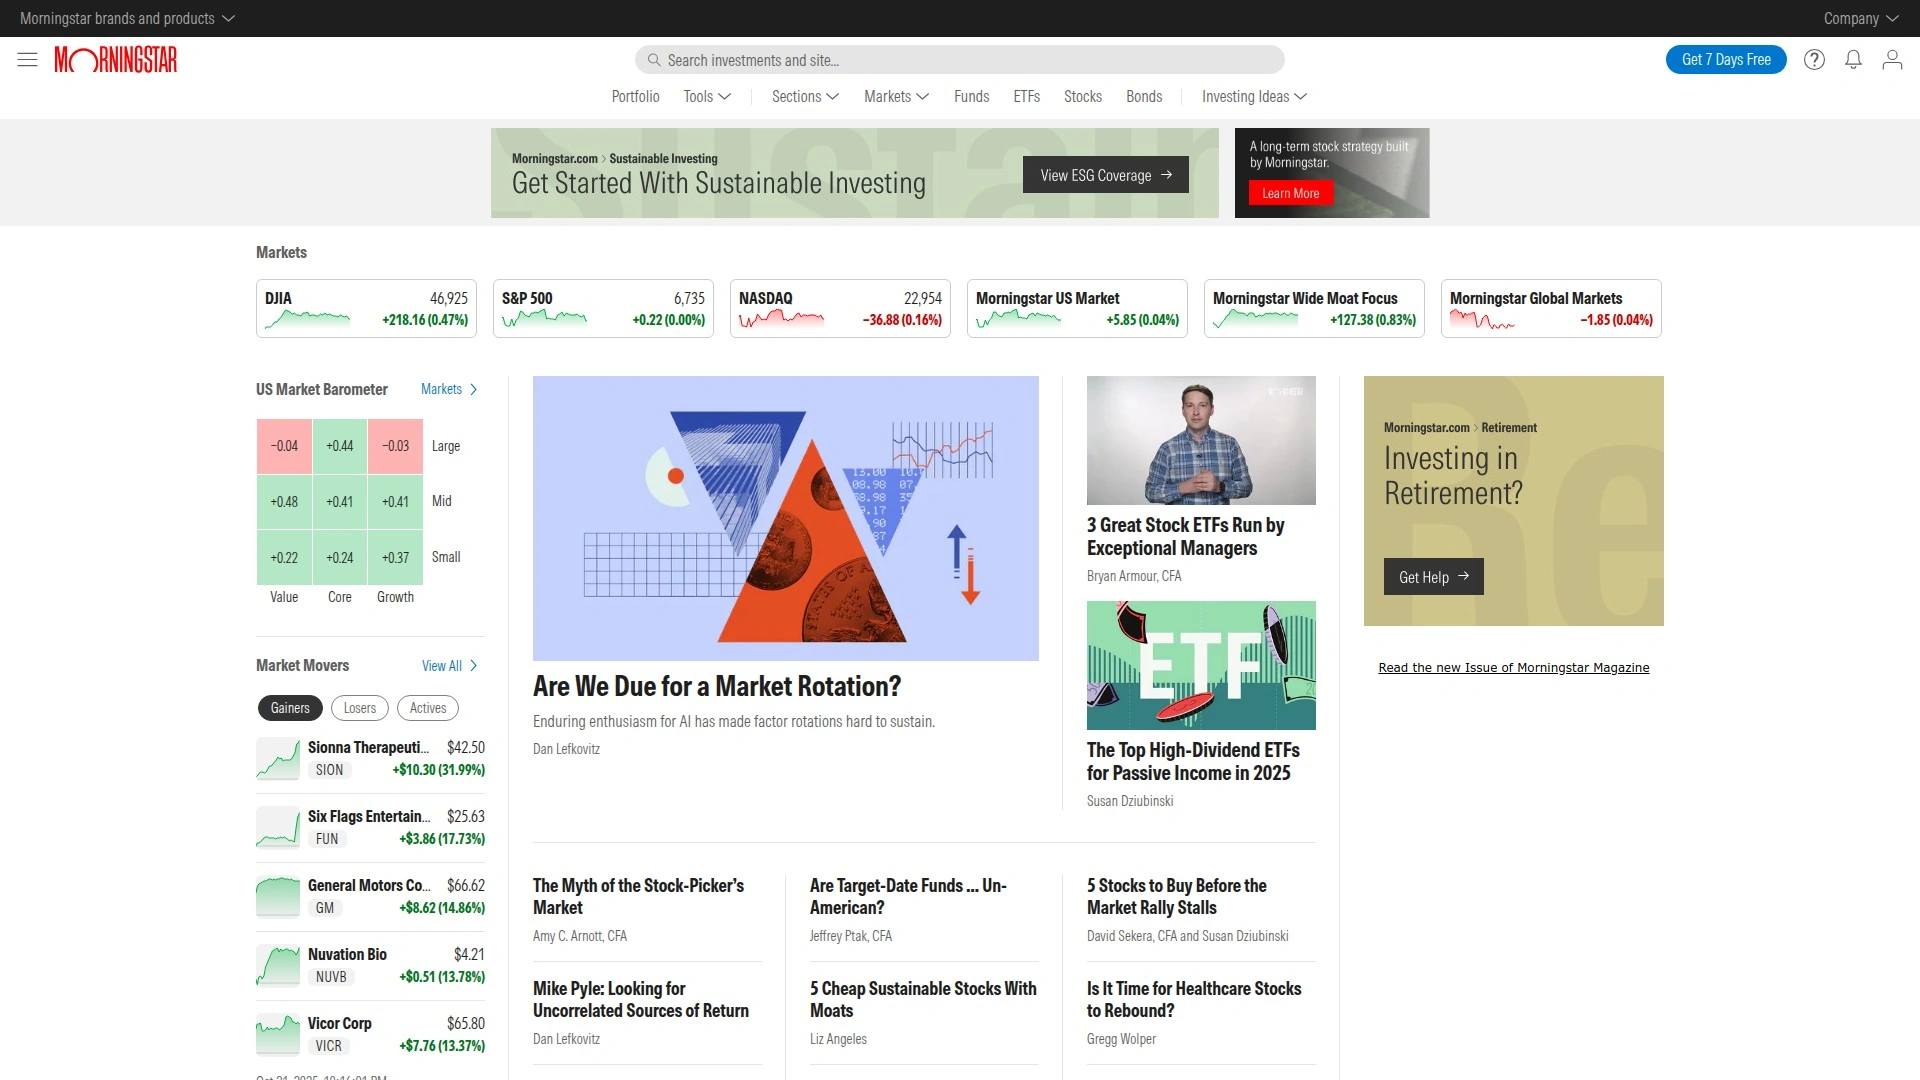 Morningstar brands and products
Company
MORNINGSTAR
Search investments and site...
Get 7 Days Free
Portfolio
Tools
Sections
Markets
Funds
ETFs
Stocks
Bonds
Investing Ideas
Morningstar.com > Sustainable Investing
Get Started With Sustainable Investing
View ESG Coverage →
A long-term stock strategy built
by Morningstar.
Learn More
Markets
DJIA 46,925
+218.16 (0.47%)
S&P 500 6,735
+0.22 (0.00%)
NASDAQ 22,954
−36.88 (0.16%)
Morningstar US Market
+5.85 (0.04%)
Morningstar Wide Moat Focus
+127.38 (0.83%)
Morningstar Global Markets
−1.85 (0.04%)
US Market Barometer
Markets
−0.04 +0.44 −0.03 Large
+0.48 +0.41 +0.41 Mid
+0.22 +0.24 +0.37 Small
Value Core Growth
Market Movers
View All
Gainers Losers Actives
Sionna Therapeuti... $42.50
SION +$10.30 (31.99%)
Six Flags Entertain... $25.63
FUN +$3.86 (17.73%)
General Motors Co... $66.62
GM +$8.62 (14.86%)
Nuvation Bio $4.21
NUVB +$0.51 (13.78%)
Vicor Corp $65.80
VICR +$7.76 (13.37%)
Are We Due for a Market Rotation?
Enduring enthusiasm for AI has made factor rotations hard to sustain.
Dan Lefkovitz
3 Great Stock ETFs Run by
Exceptional Managers
Bryan Armour, CFA
ETF
The Top High-Dividend ETFs
for Passive Income in 2025
Susan Dziubinski
Morningstar.com > Retirement
Investing in
Retirement?
Get Help →
Read the new Issue of Morningstar Magazine
The Myth of the Stock-Picker’s
Market
Amy C. Arnott, CFA
Are Target-Date Funds ... Un-
American?
Jeffrey Ptak, CFA
5 Stocks to Buy Before the
Market Rally Stalls
David Sekera, CFA and Susan Dziubinski
Mike Pyle: Looking for
Uncorrelated Sources of Return
Dan Lefkovitz
5 Cheap Sustainable Stocks With
Moats
Liz Angeles
Is It Time for Healthcare Stocks
to Rebound?
Gregg Wolper